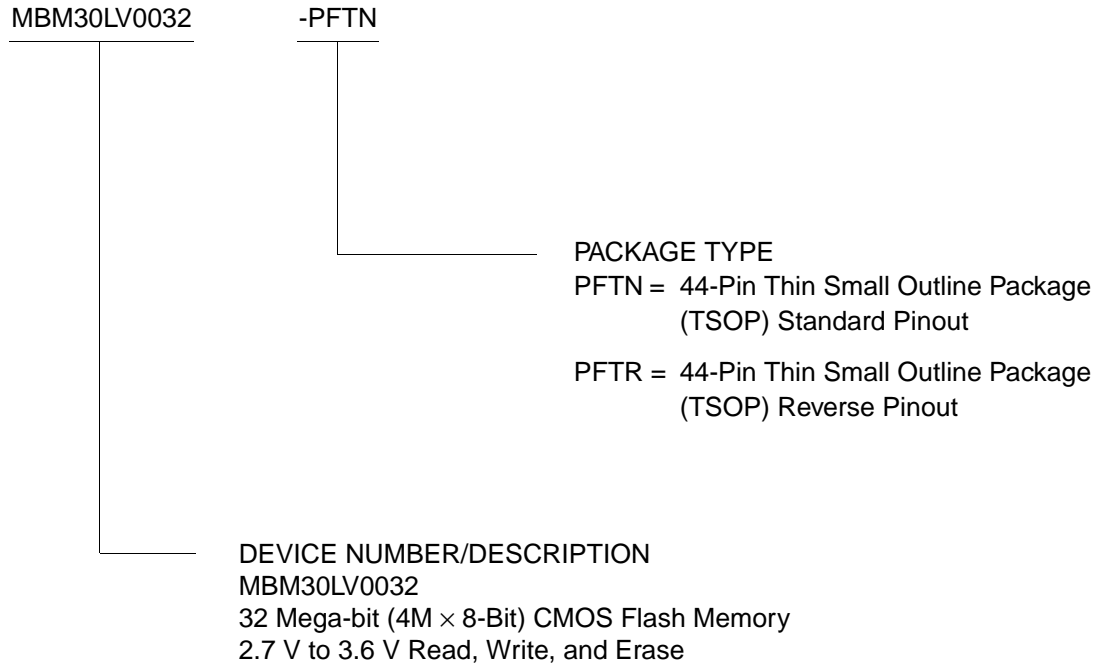 MBM30LV0032 -PFTN
PACKAGE TYPE
PFTN = 44-Pin Thin Small Outline Package
(TSOP) Standard Pinout
PFTR = 44-Pin Thin Small Outline Package
(TSOP) Reverse Pinout
DEVICE NUMBER/DESCRIPTION
MBM30LV0032
32 Mega-bit (4M × 8-Bit) CMOS Flash Memory
2.7 V to 3.6 V Read, Write, and Erase